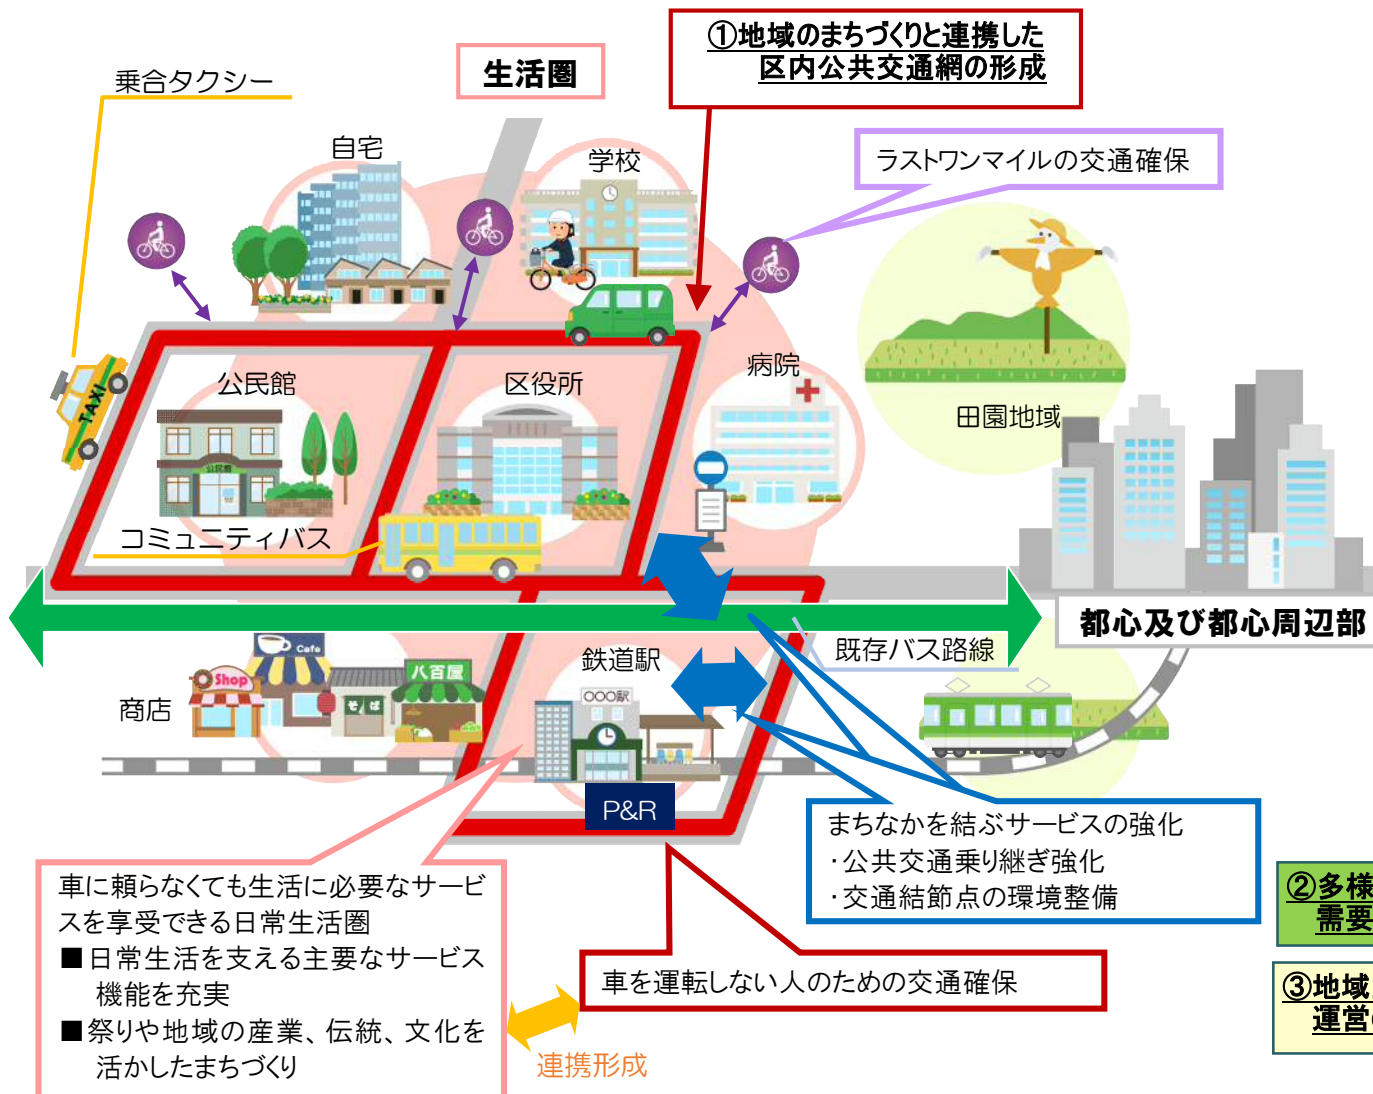 ①地域のまちづくりと連携した
区内公共交通網の形成
生活圏
乗合タクシー
自宅
学校
ラストワンマイルの交通確保
TAXI
公民館
区役所
病院
田園地域
公民館
コミュニティバス
都心及び都心周辺部
既存バス路線
鉄道駅
商店
Shop
Cafe
そば
八百屋
〇〇〇駅
P&R
まちなかを結ぶサービスの強化
・公共交通乗り継ぎ強化
・交通結節点の環境整備
車に頼らなくても生活に必要なサービ
スを享受できる日常生活圏
■日常生活を支える主要なサービス
機能を充実
■祭りや地域の産業、伝統、文化を
活かしたまちづくり
車を運転しない人のための交通確保
連携形成
②多様
需要
③地域
運営